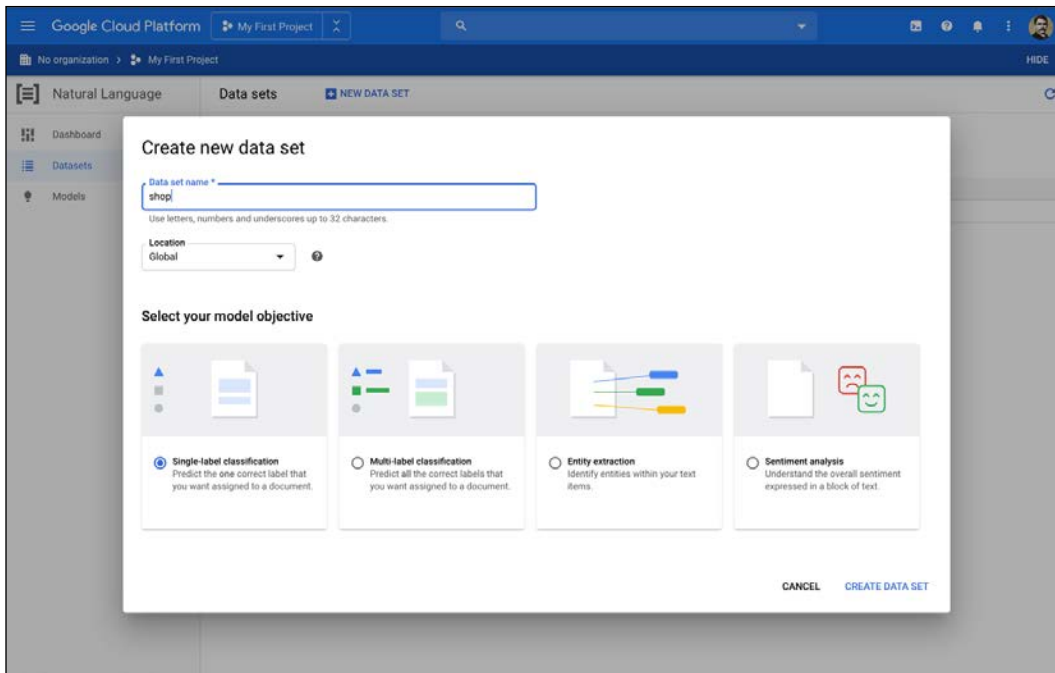 Google Cloud Platform My First Project
No organization > My First Project HIDE
Natural Language Data sets NEW DATA SET
Dashboard
Datasets
Models
Create new data set
Data set name *
shop
Use letters, numbers and underscores up to 32 characters.
Location
Global
Select your model objective
Single-label classification
Predict the one correct label that
you want assigned to a document.
Multi-label classification
Predict all the correct labels that
you want assigned to a document.
Entity extraction
Identify entities within your text
items.
Sentiment analysis
Understand the overall sentiment
expressed in a block of text.
CANCEL CREATE DATA SET